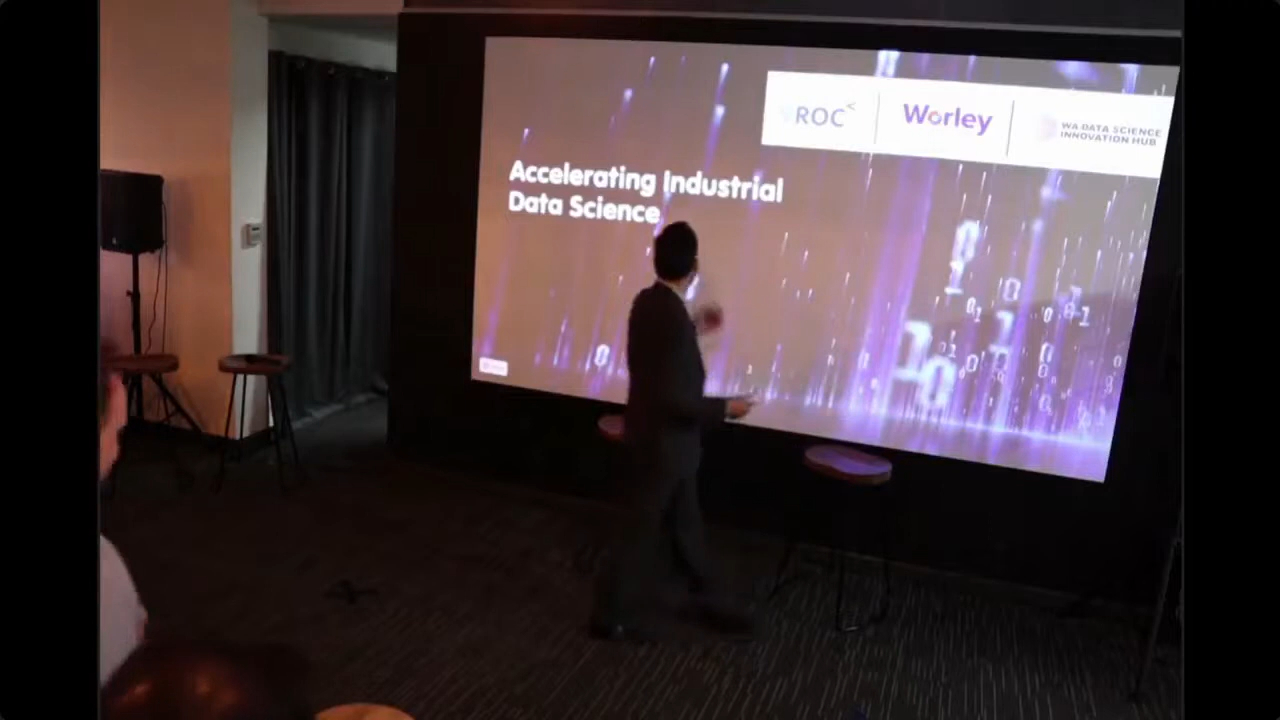 ROC
Worley
WA DATA SCIENCE
INNOVATION HUB
Accelerating Industrial
Data Science